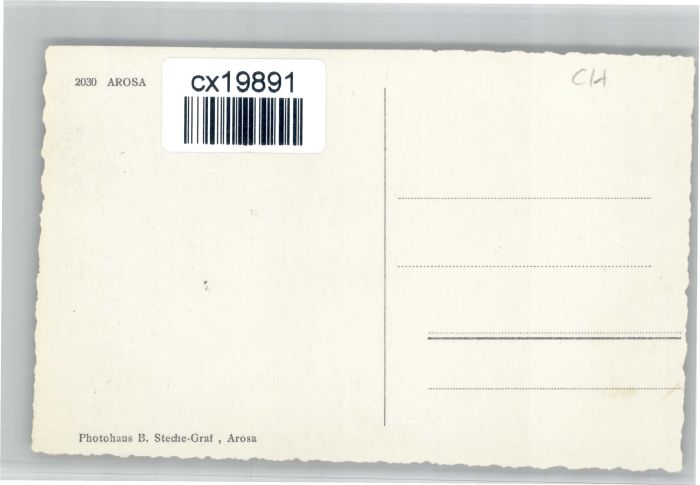 2030 AROSA
cx19891
CH
Photohaus B. Steche-Graf , Arosa